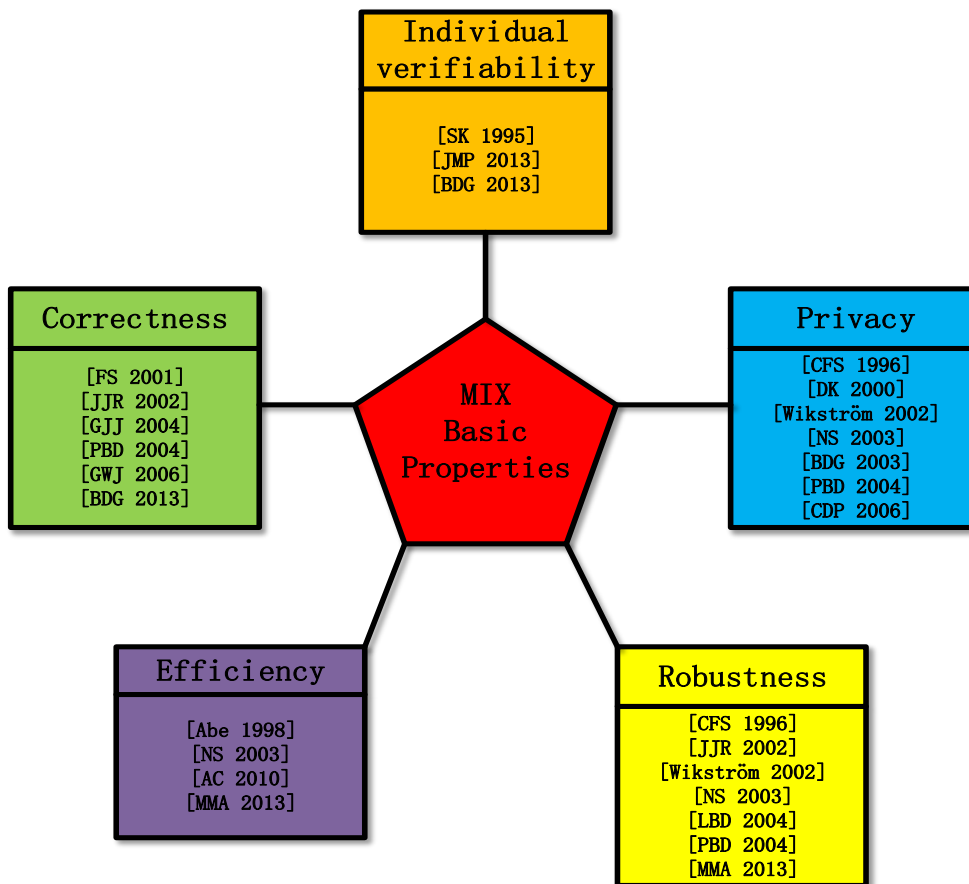 Individual
verifiability
[SK 1995]
[JMP 2013]
[BDG 2013]
Correctness
[FS 2001]
[JJR 2002]
[GJJ 2004]
[PBD 2004]
[GWJ 2006]
[BDG 2013]
MIX
Basic
Properties
Privacy
[CFS 1996]
[DK 2000]
[Wikström 2002]
[NS 2003]
[BDG 2003]
[PBD 2004]
[CDP 2006]
Efficiency
[Abe 1998]
[NS 2003]
[AC 2010]
[MMA 2013]
Robustness
[CFS 1996]
[JJR 2002]
[Wikström 2002]
[NS 2003]
[LBD 2004]
[PBD 2004]
[MMA 2013]